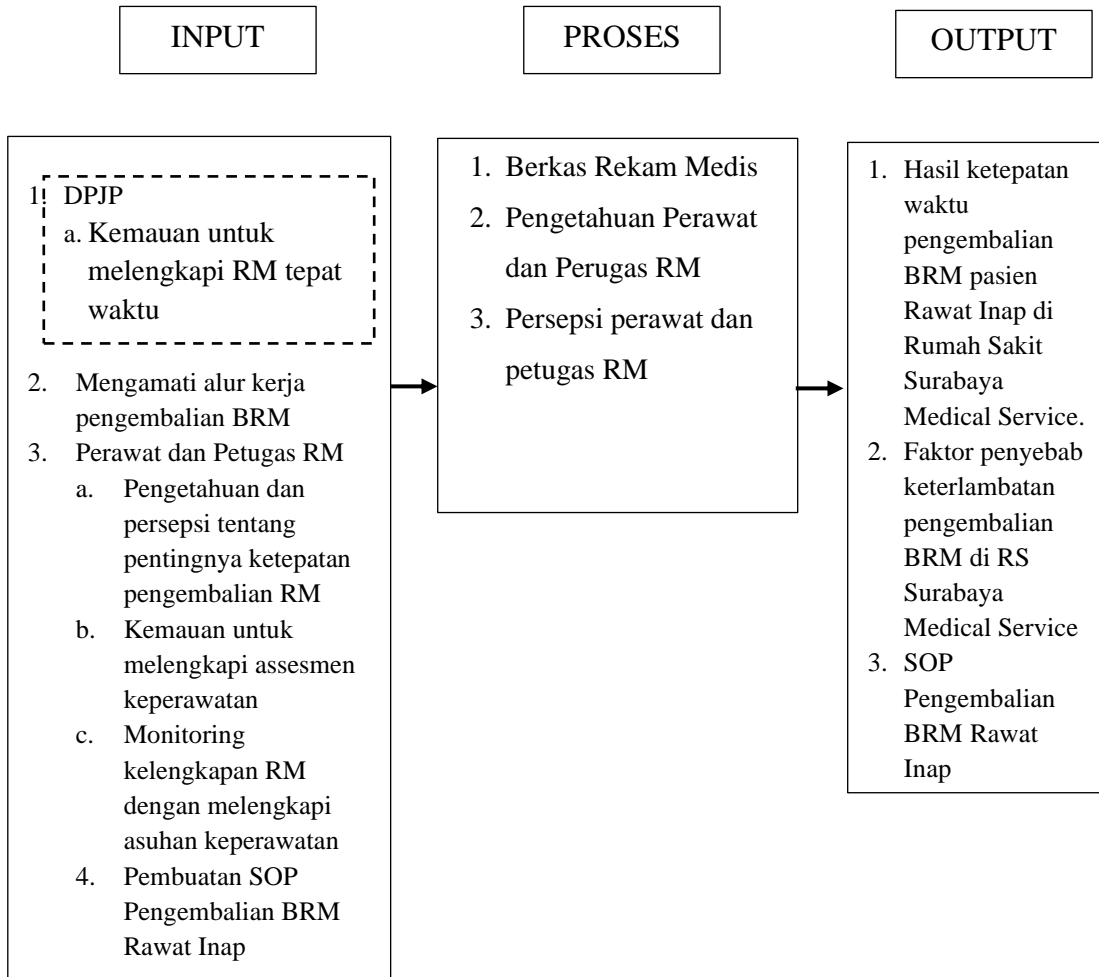 INPUT
PROSES
OUTPUT
1. DPJP
a. Kemauan untuk
melengkapi RM tepat
waktu
2. Mengamati alur kerja
pengembalian BRM
3. Perawat dan Petugas RM
a. Pengetahuan dan
persepsi tentang
pentingnya ketepatan
pengembalian RM
b. Kemauan untuk
melengkapi assesmen
keperawatan
c. Monitoring
kelengkapan RM
dengan melengkapi
asuhan keperawatan
4. Pembuatan SOP
Pengembalian BRM
Rawat Inap
1. Berkas Rekam Medis
2. Pengetahuan Perawat
dan Perugas RM
3. Persepsi perawat dan
petugas RM
1. Hasil ketepatan
waktu
pengembalian
BRM pasien
Rawat Inap di
Rumah Sakit
Surabaya
Medical Service.
2. Faktor penyebab
keterlambatan
pengembalian
BRM di RS
Surabaya
Medical Service
3. SOP
Pengembalian
BRM Rawat
Inap